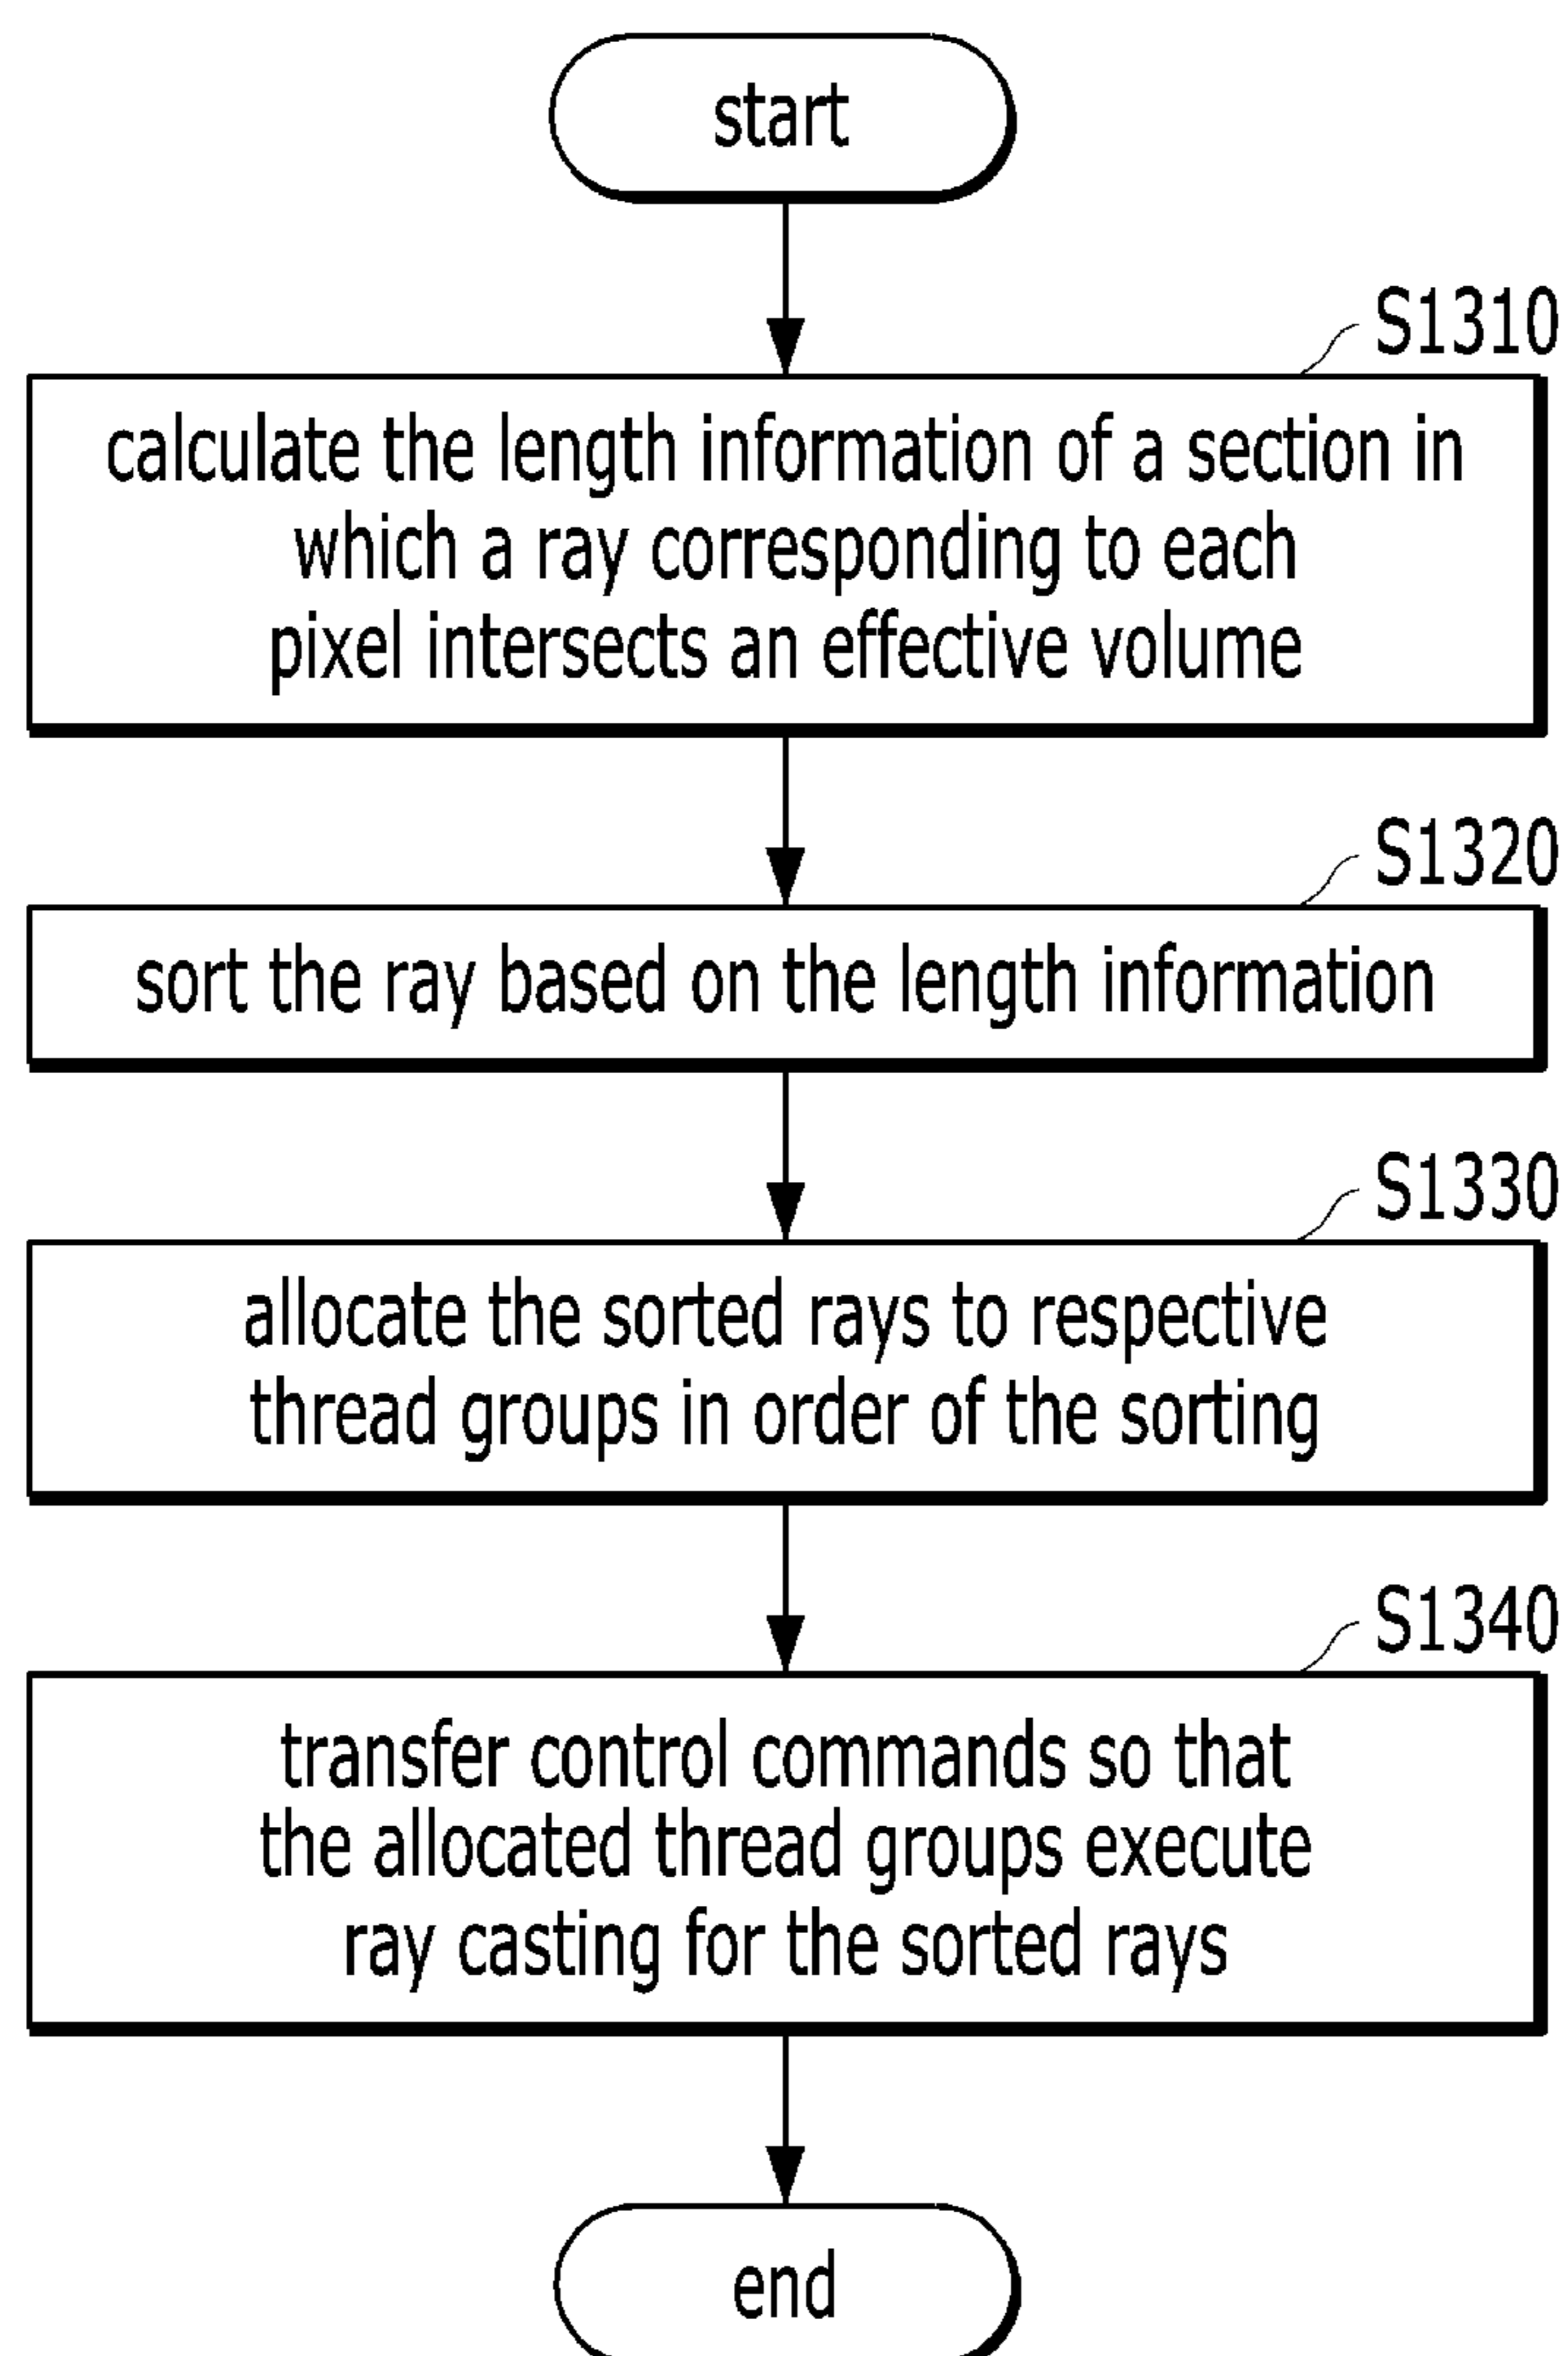 start
S1310
calculate the length information of a section in
which a ray corresponding to each
pixel intersects an effective volume
S1320
sort the ray based on the length information
S1330
allocate the sorted rays to respective
thread groups in order of the sorting
S1340
transfer control commands so that
the allocated thread groups execute
ray casting for the sorted rays
end